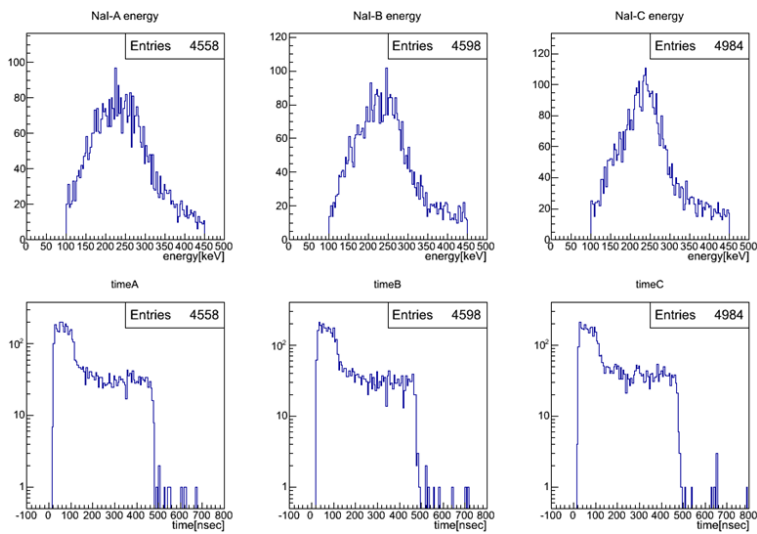 NaI-A energy
Entries 4558
100
80
60
40
20
0
0 50 100 150 200 250 300 350 400 450 500
energy[keV]
NaI-B energy
Entries 4598
120
100
80
60
40
20
0
0 50 100 150 200 250 300 350 400 450 500
energy[keV]
NaI-C energy
Entries 4984
120
100
80
60
40
20
0
0 50 100 150 200 250 300 350 400 450 500
energy[keV]
timeA
Entries 4558
10²
10
1
-100 0 100 200 300 400 500 600 700 800
time[nsec]
timeB
Entries 4598
10²
10
1
-100 0 100 200 300 400 500 600 700 800
time[nsec]
timeC
Entries 4984
10²
10
1
-100 0 100 200 300 400 500 600 700 800
time[nsec]